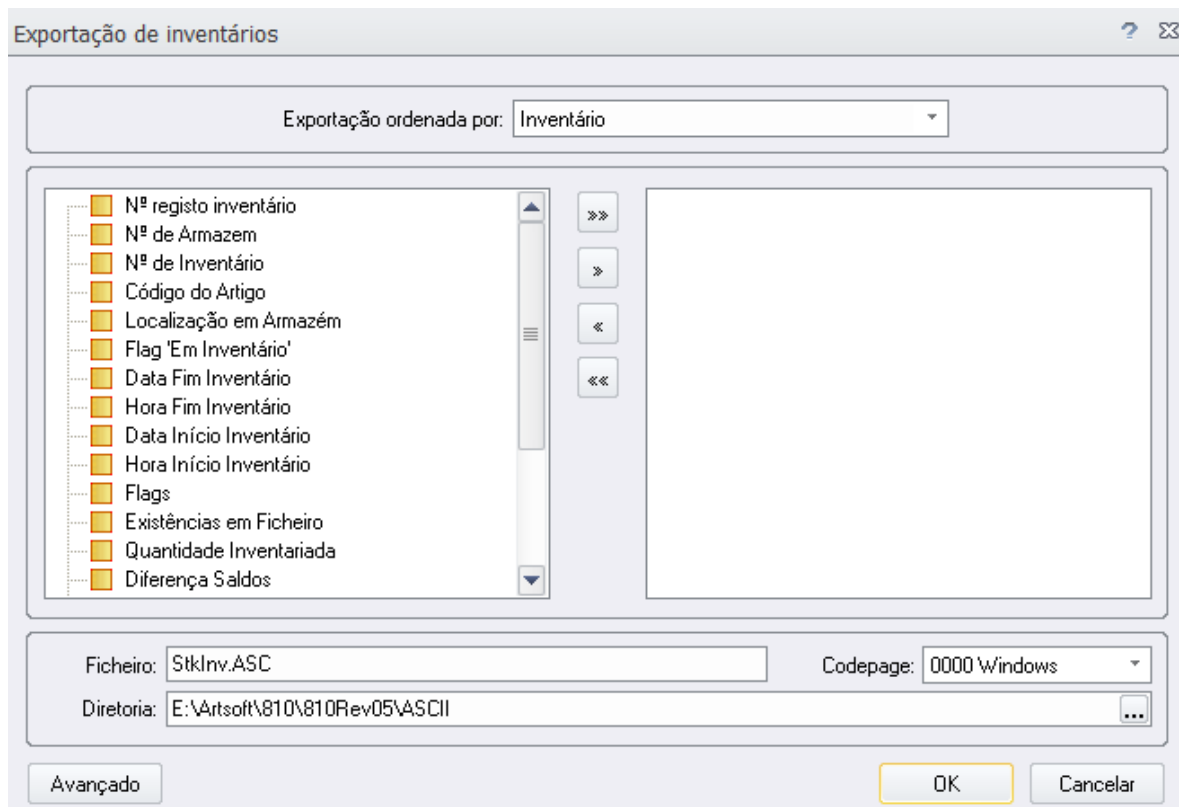 Exportação de inventários
Exportação ordenada por: Inventário
Nº registo inventário
Nº de Armazem
Nº de Inventário
Código do Artigo
Localização em Armazém
Flag 'Em Inventário'
Data Fim Inventário
Hora Fim Inventário
Data Início Inventário
Hora Início Inventário
Flags
Existências em Ficheiro
Quantidade Inventariada
Diferença Saldos
»»
»
«
««
Ficheiro: StkInv.ASC Codepage: 0000 Windows
Diretoria: E:\Artsoft\810\810Rev05\ASCII ...
Avançado OK Cancelar